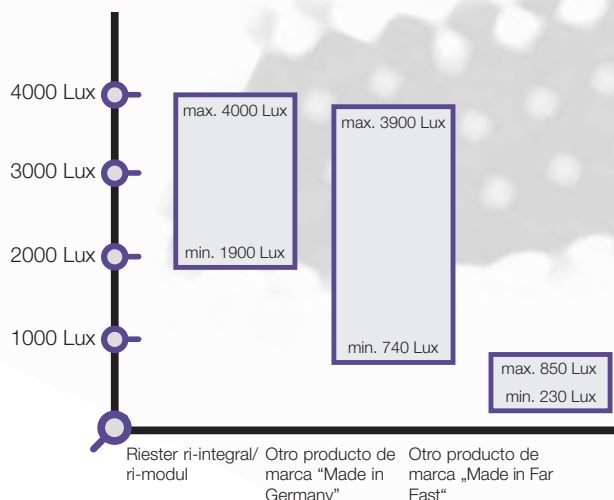 4000 Lux
3000 Lux
2000 Lux
1000 Lux
max. 4000 Lux
min. 1900 Lux
max. 3900 Lux
min. 740 Lux
max. 850 Lux
min. 230 Lux
Riester ri-integral/
ri-modul
Otro producto de
marca “Made in
Germany”
Otro producto de
marca „Made in Far
East“